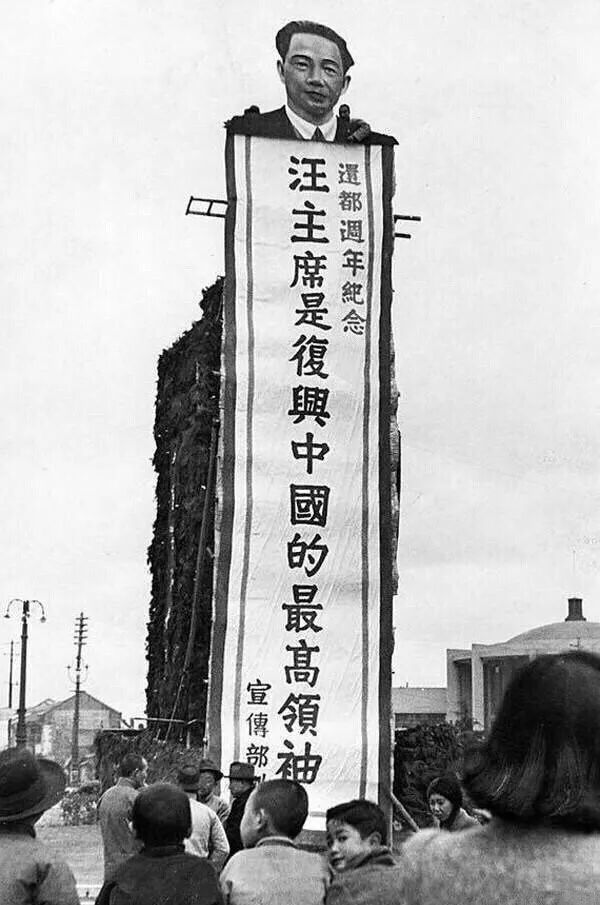 還都週年紀念
汪主席是復興中國的最高領袖
宣傳部